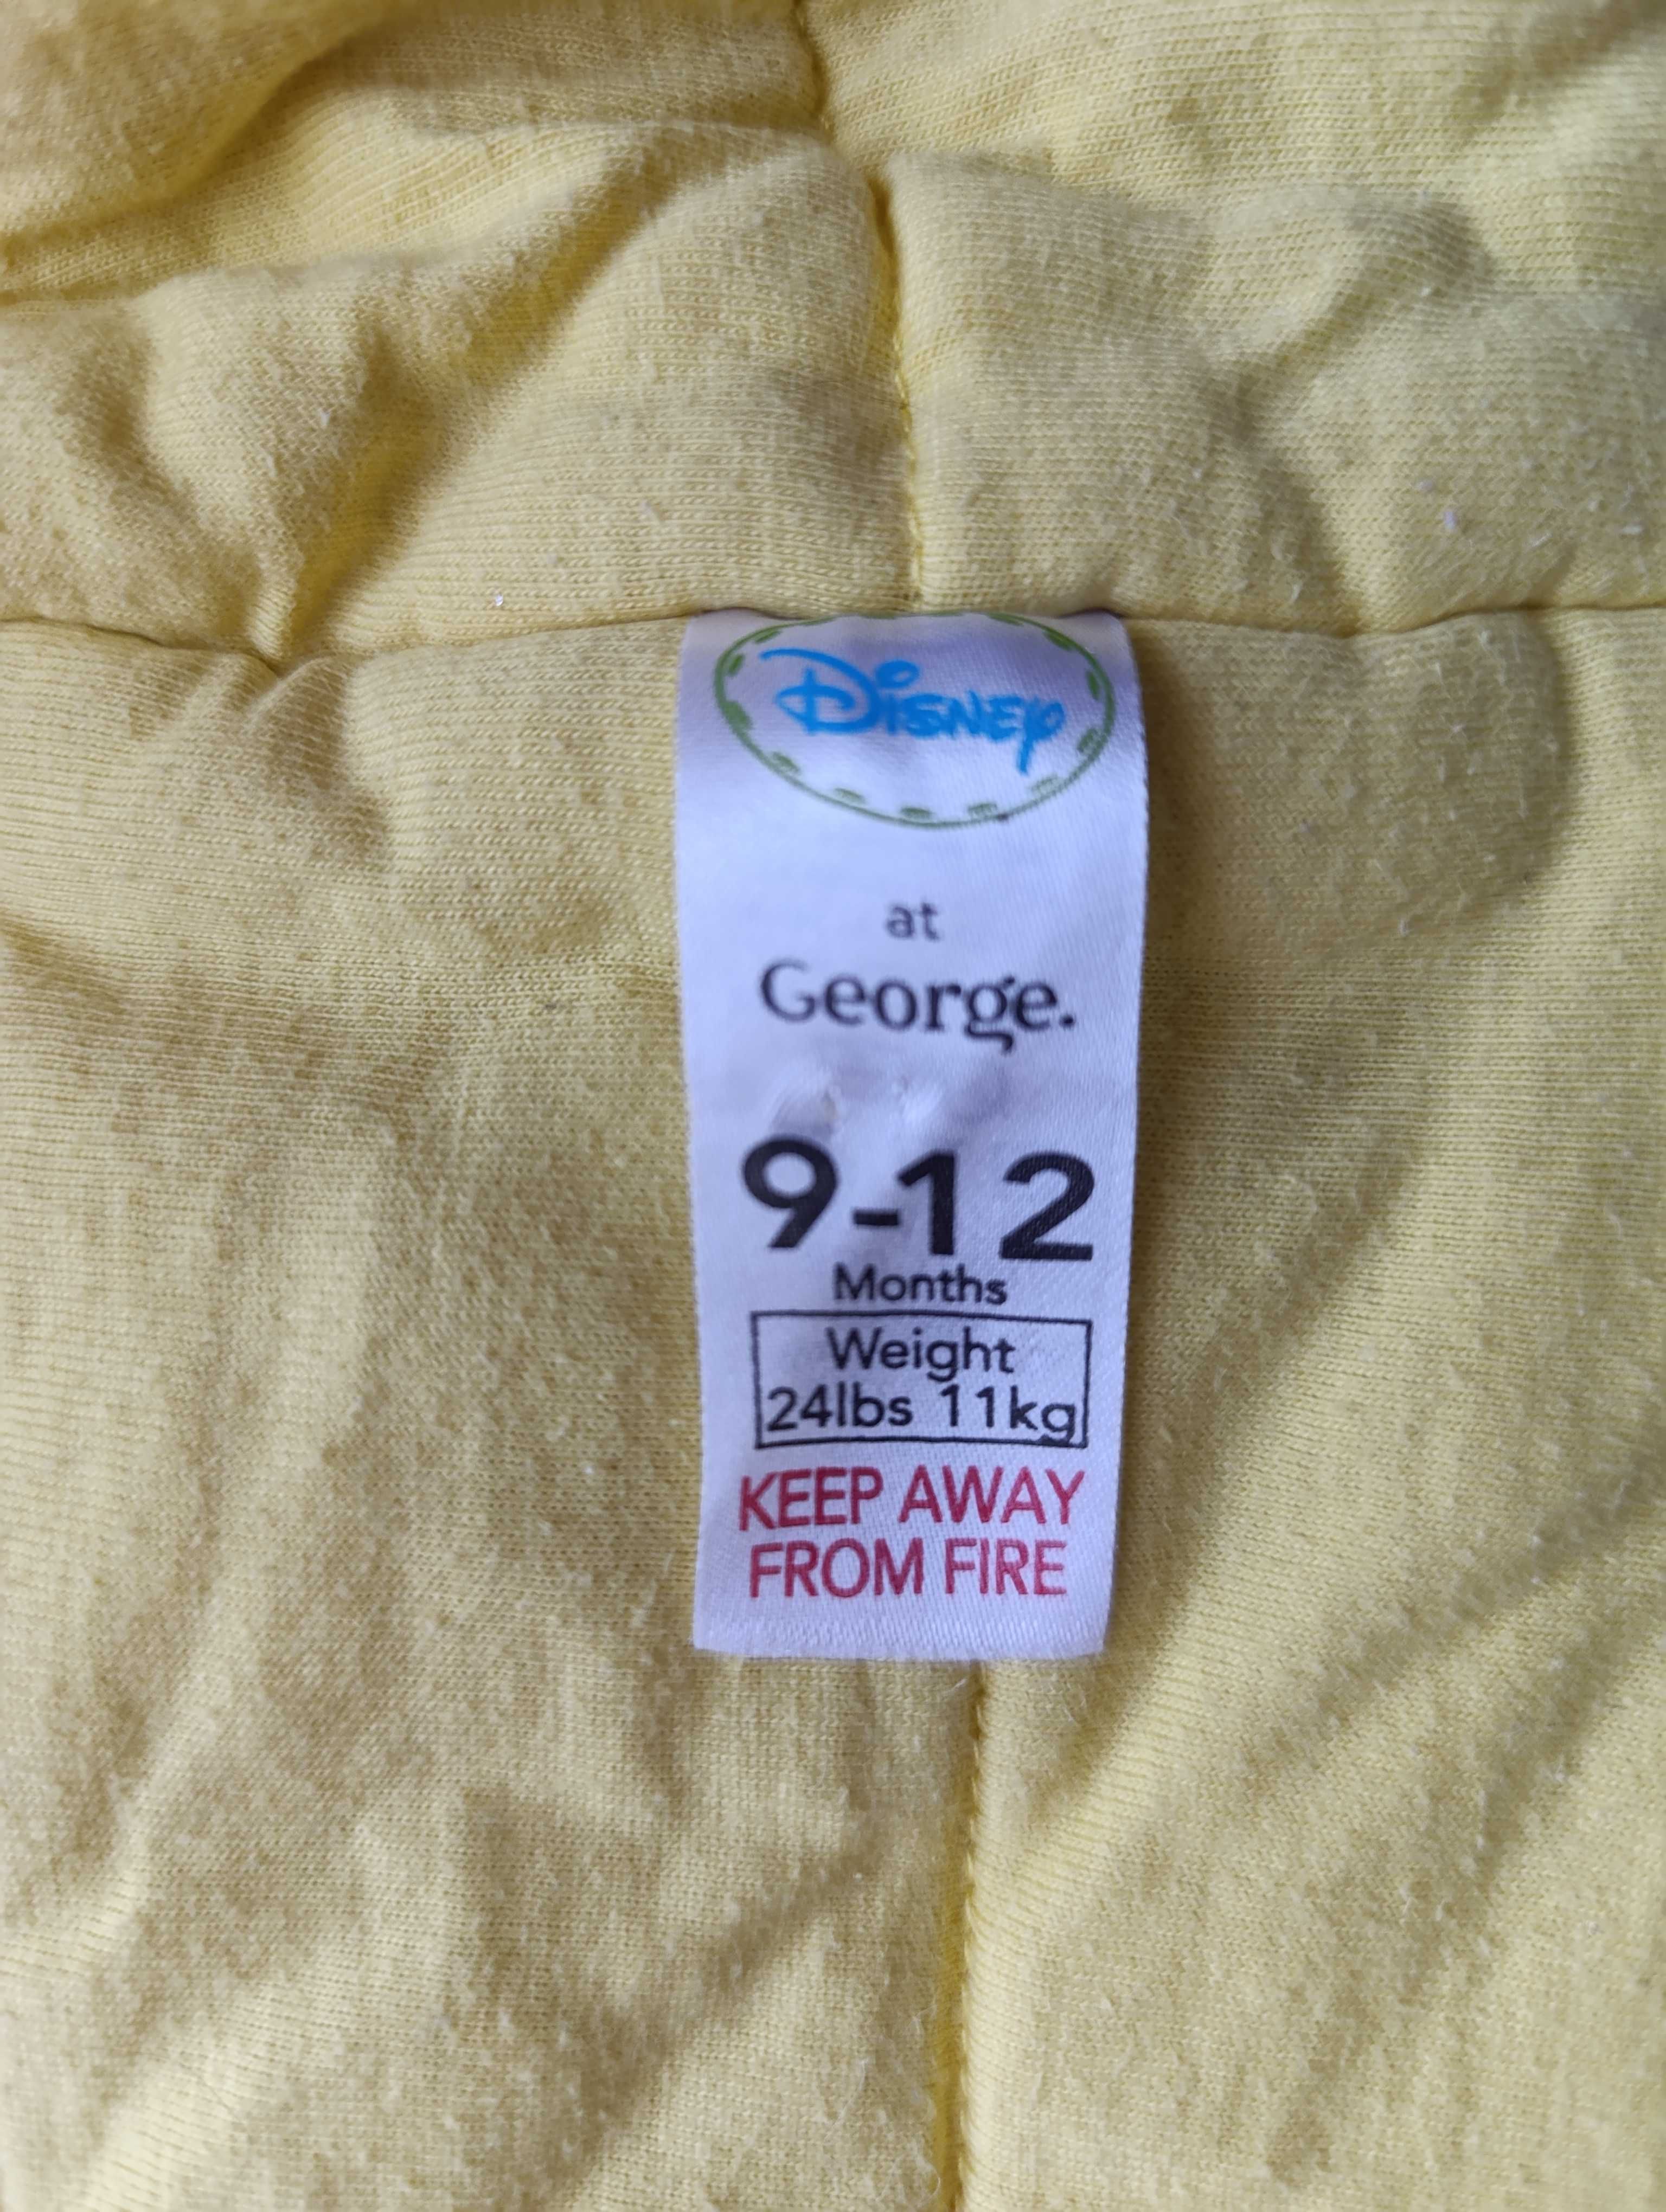 Disney
at
George.
9-12
Months
Weight
24lbs 11kg
KEEP AWAY
FROM FIRE